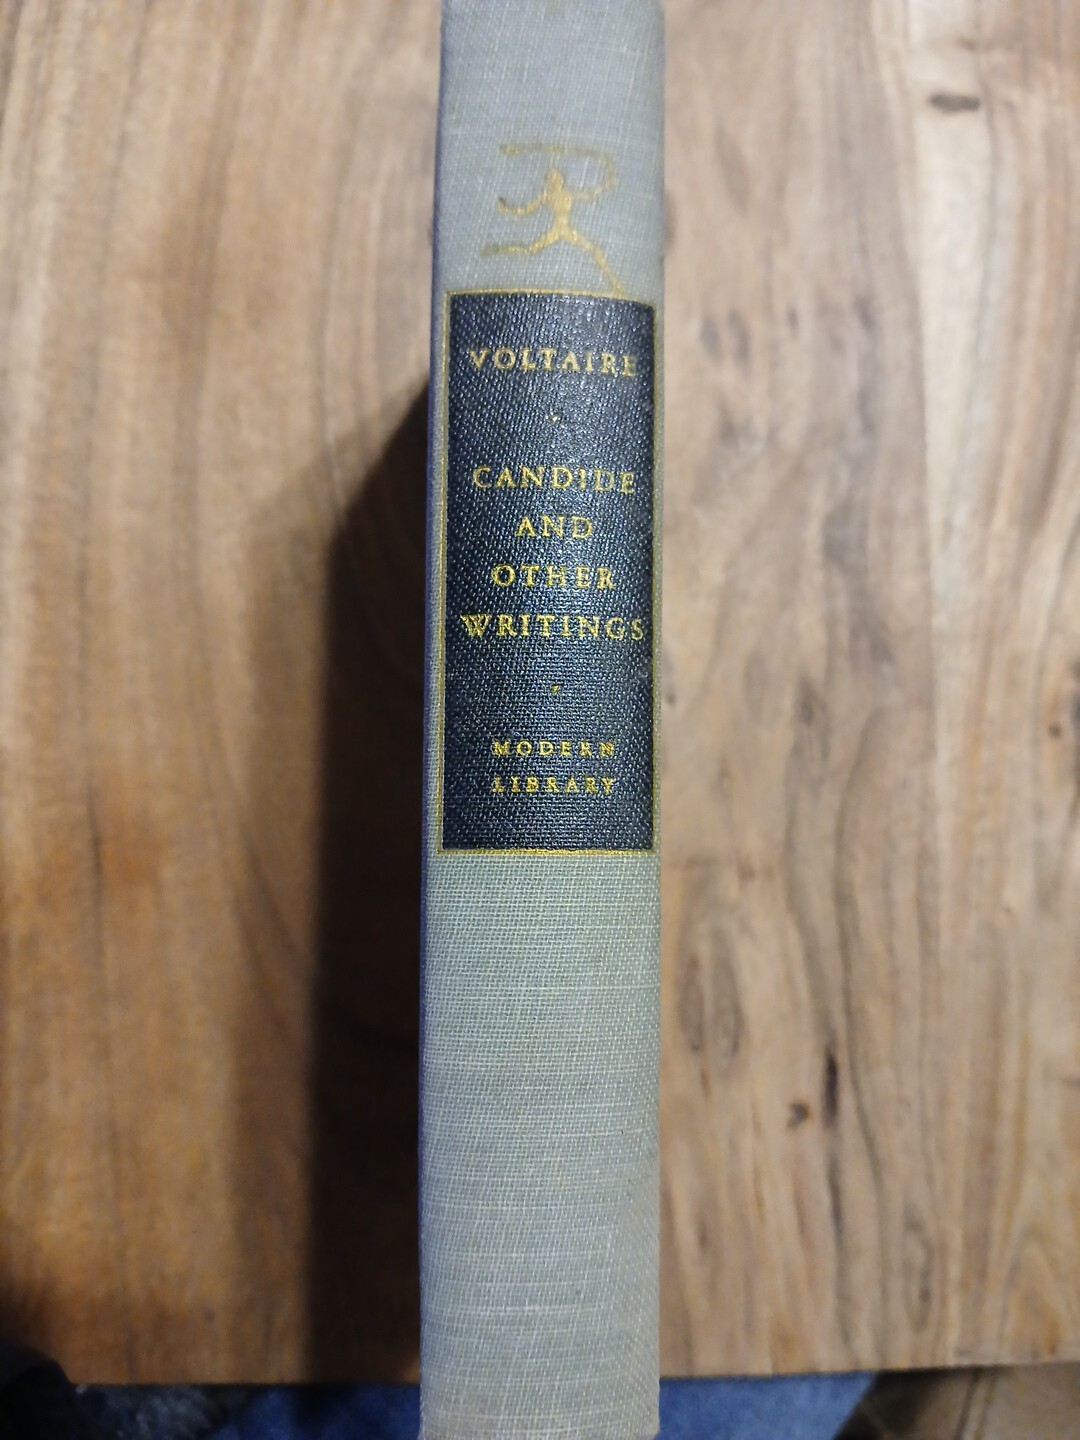 VOLTAIRE
CANDIDE
AND
OTHER
WRITINGS
MODERN
LIBRARY